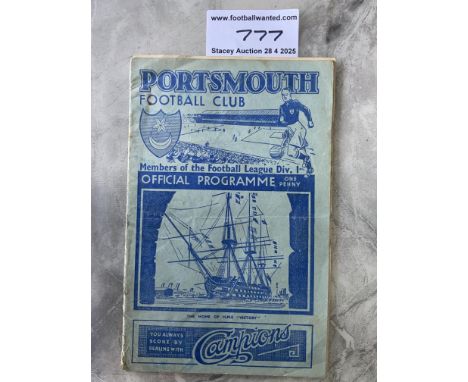 www.footballwanted.com
777
Stacey Auction 28 4 2025
PORTSMOUTH
FOOTBALL CLUB
Members of the Football League Div. 1
OFFICIAL PROGRAMME ONE PENNY
THE HOME OF H.M.S "VICTORY"
YOU ALWAYS
SCORE BY
DEALING WITH
Campions